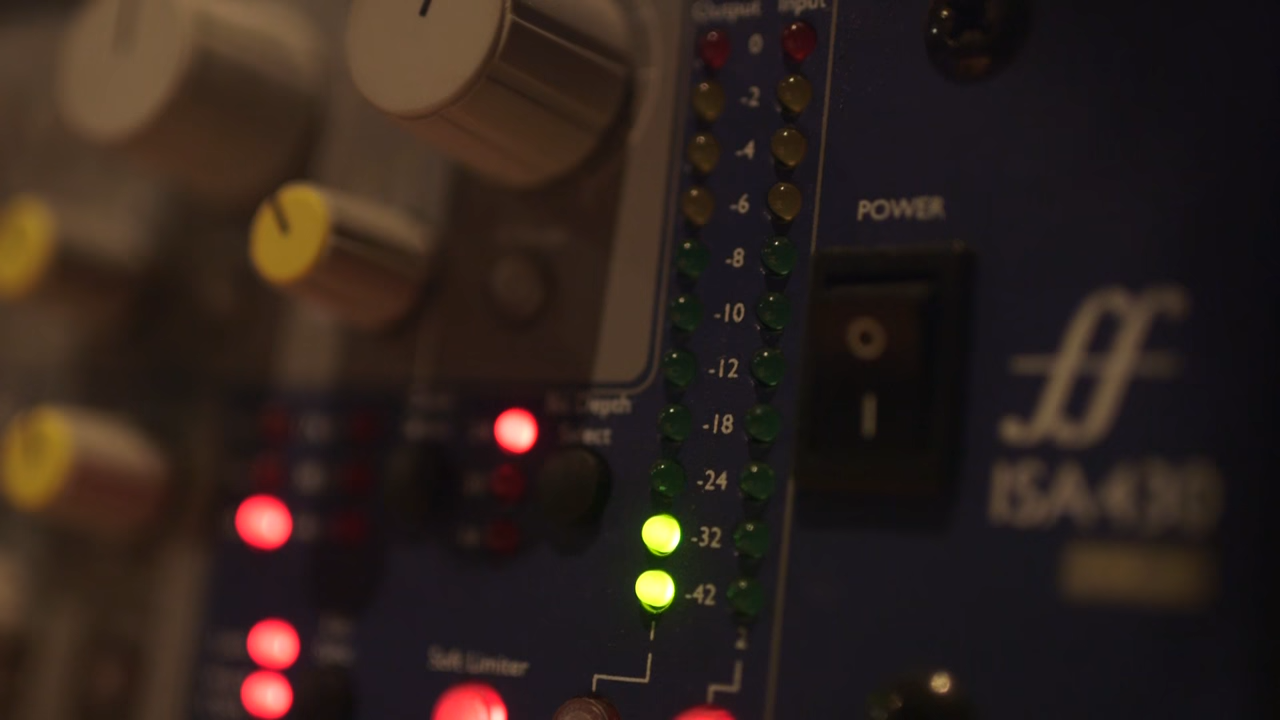 Output Input
0
-2
-4
-6
POWER
-8
-10
O
-12
I
-18
-24
ISA430
-32
-42
Soft Limiter